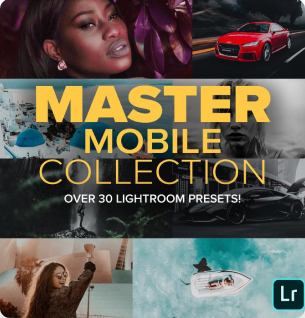 MASTER
MOBILE
COLLECTION
OVER 30 LIGHTROOM PRESETS!
Lr